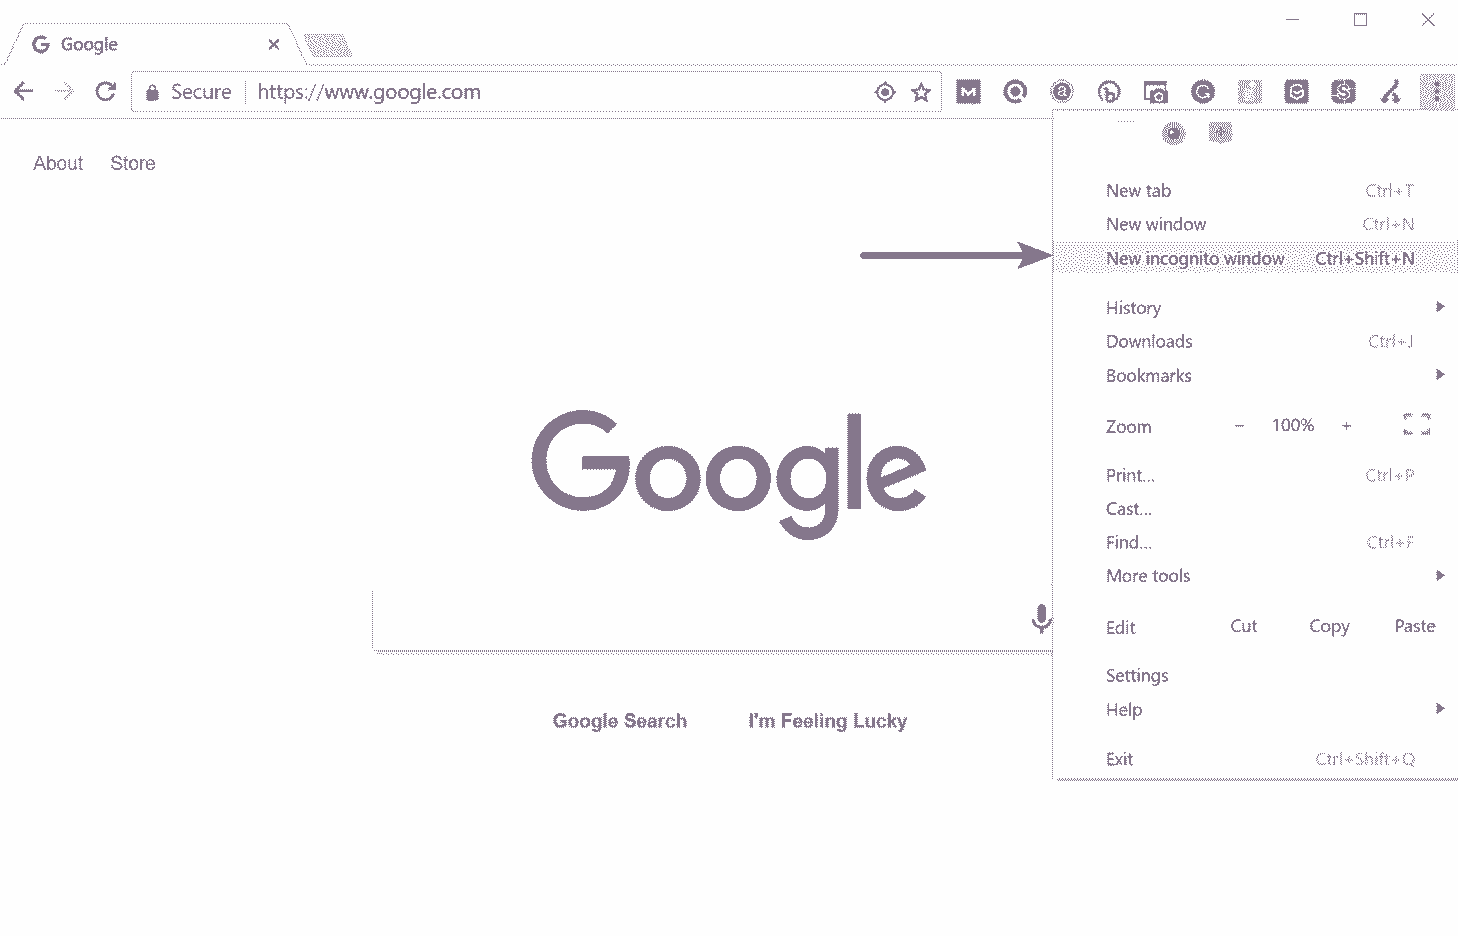 Google
Secure https://www.google.com
About Store
New tab Ctrl+T
New window Ctrl+N
New incognito window Ctrl+Shift+N
History
Downloads Ctrl+J
Bookmarks
Zoom − 100% +
Print... Ctrl+P
Cast...
Find... Ctrl+F
More tools
Edit Cut Copy Paste
Settings
Help
Exit Ctrl+Shift+Q
Google
Google Search I'm Feeling Lucky